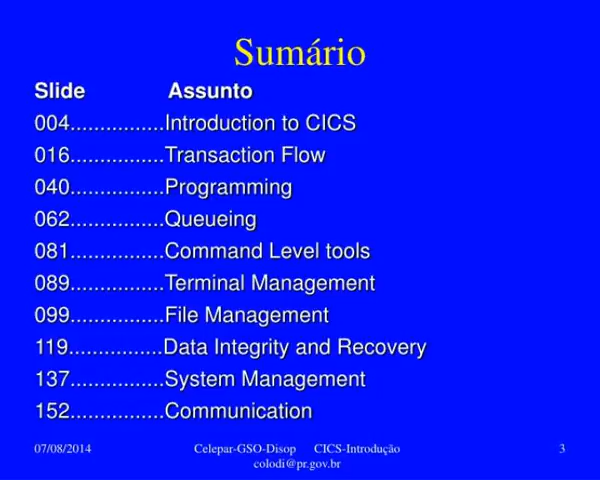 Sumário
Slide Assunto
004................Introduction to CICS
016................Transaction Flow
040................Programming
062................Queueing
081................Command Level tools
089................Terminal Management
099................File Management
119................Data Integrity and Recovery
137................System Management
152................Communication
07/08/2014 Celepar-GSO-Disop CICS-Introdução 3
colodi@pr.gov.br